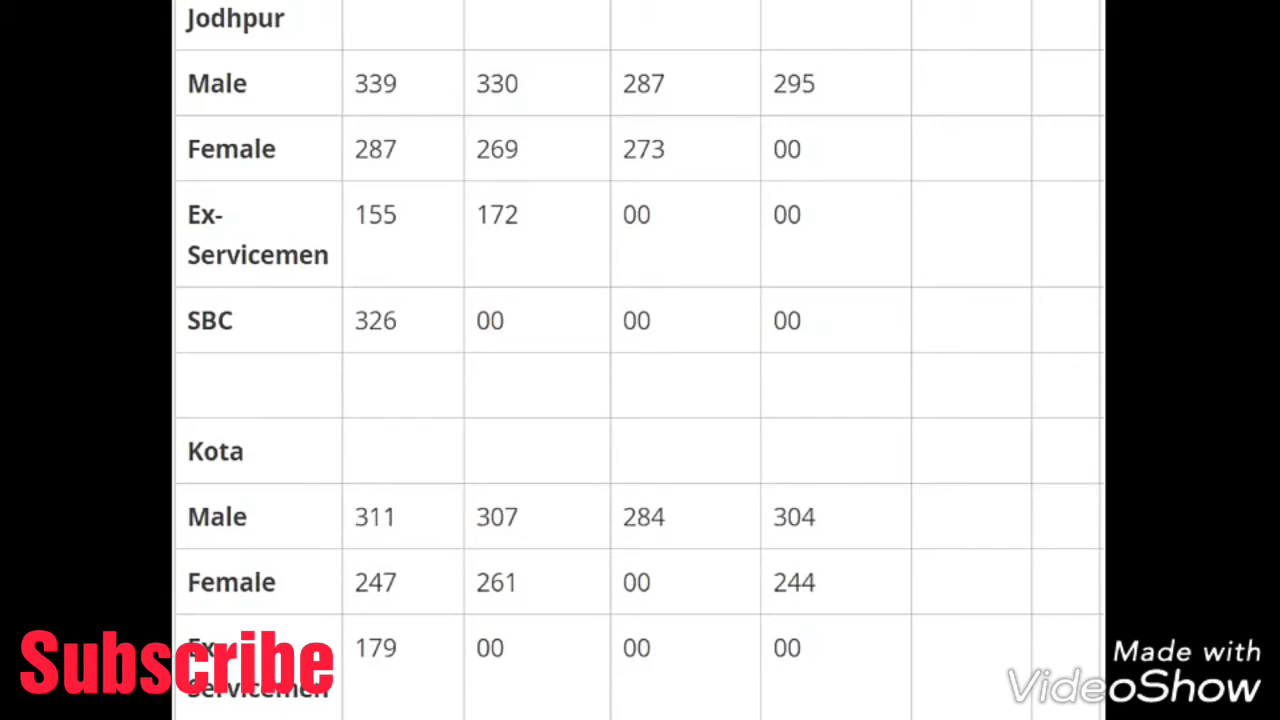 Jodhpur
Male 339 330 287 295
Female 287 269 273 00
Ex- 155 172 00 00
Servicemen
SBC 326 00 00 00
Kota
Male 311 307 284 304
Female 247 261 00 244
Ex- 179 00 00 00
Servicemen
Subscribe
Made with
VideoShow